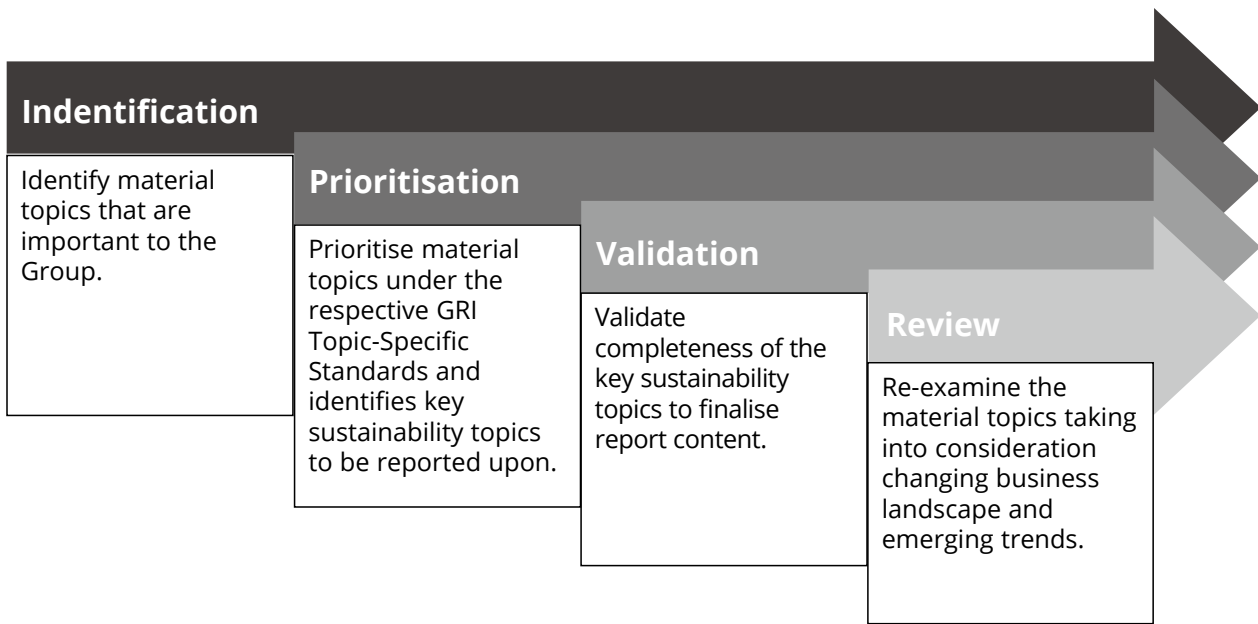 Indentification
Identify material
topics that are
important to the
Group.
Prioritisation
Prioritise material
topics under the
respective GRI
Topic-Specific
Standards and
identifies key
sustainability topics
to be reported upon.
Validation
Validate
completeness of the
key sustainability
topics to finalise
report content.
Review
Re-examine the
material topics taking
into consideration
changing business
landscape and
emerging trends.